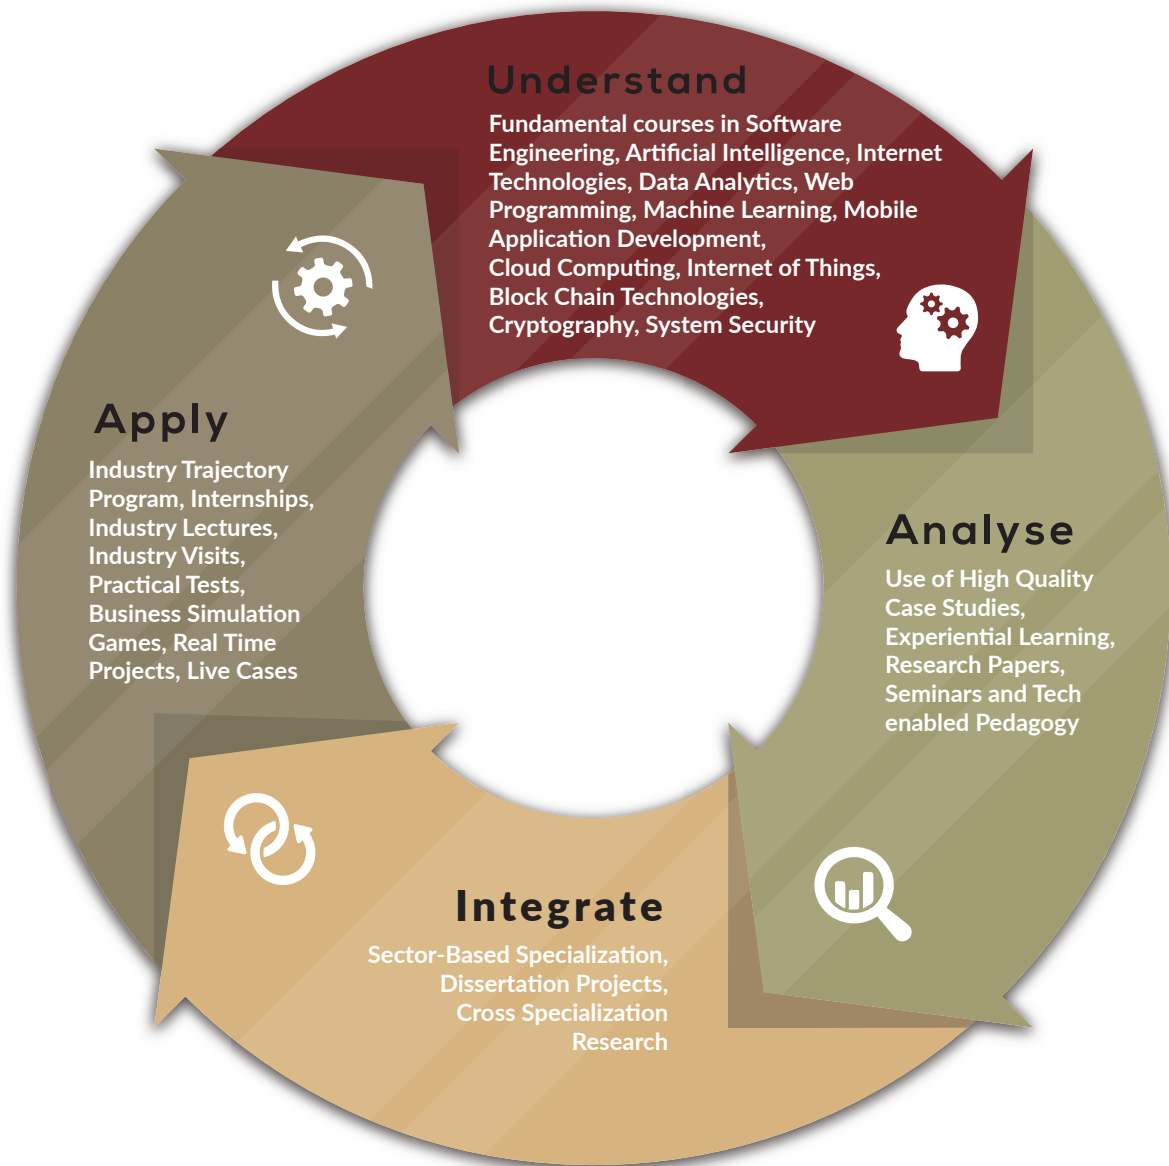 Understand
Fundamental courses in Software
Engineering, Artificial Intelligence, Internet
Technologies, Data Analytics, Web
Programming, Machine Learning, Mobile
Application Development,
Cloud Computing, Internet of Things,
Block Chain Technologies,
Cryptography, System Security
Analyse
Use of High Quality
Case Studies,
Experiential Learning,
Research Papers,
Seminars and Tech
enabled Pedagogy
Integrate
Sector-Based Specialization,
Dissertation Projects,
Cross Specialization
Research
Apply
Industry Trajectory
Program, Internships,
Industry Lectures,
Industry Visits,
Practical Tests,
Business Simulation
Games, Real Time
Projects, Live Cases